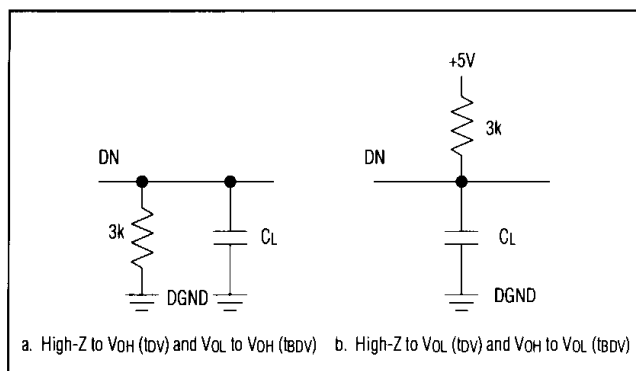 +5V
3k
DN
DN
3k
CL
CL
DGND
DGND
a. High-Z to VOH (tDV) and VOL to VOH (tBDV)
b. High-Z to VOL (tDV) and VOH to VOL (tBDV)